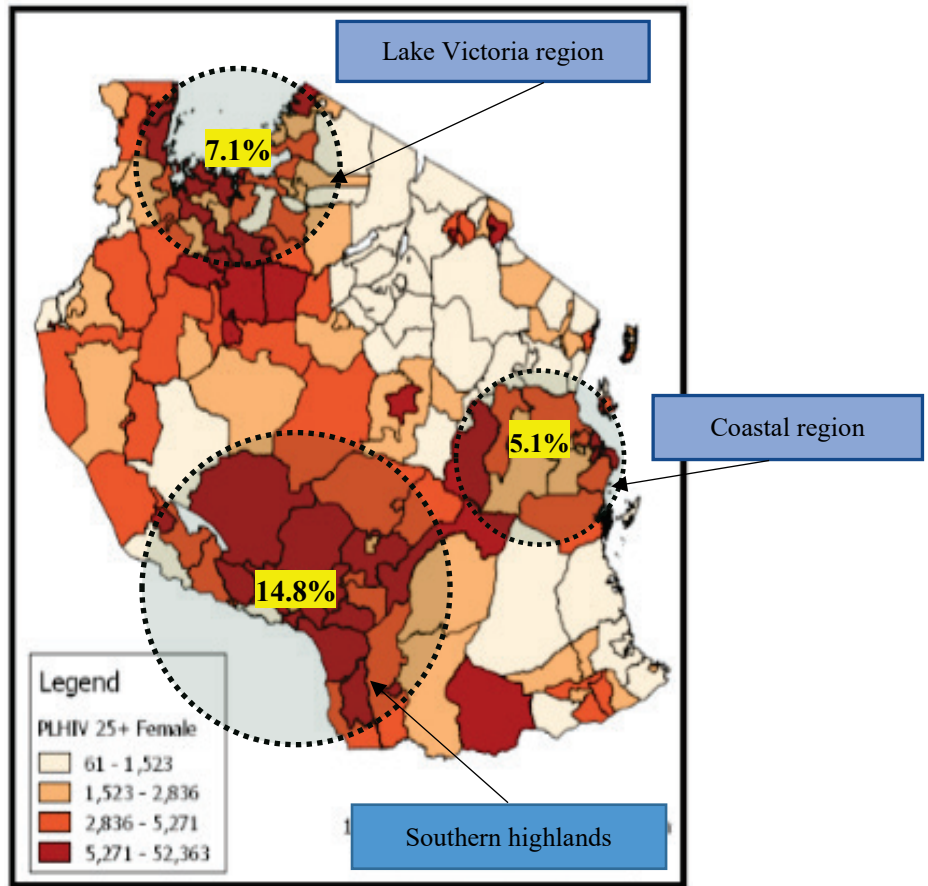 Lake Victoria region
7.1%
5.1%
Coastal region
14.8%
Legend
PLHIV 25+ Female
61 - 1,523
1,523 - 2,836
2,836 - 5,271
5,271 - 52,363
Southern highlands